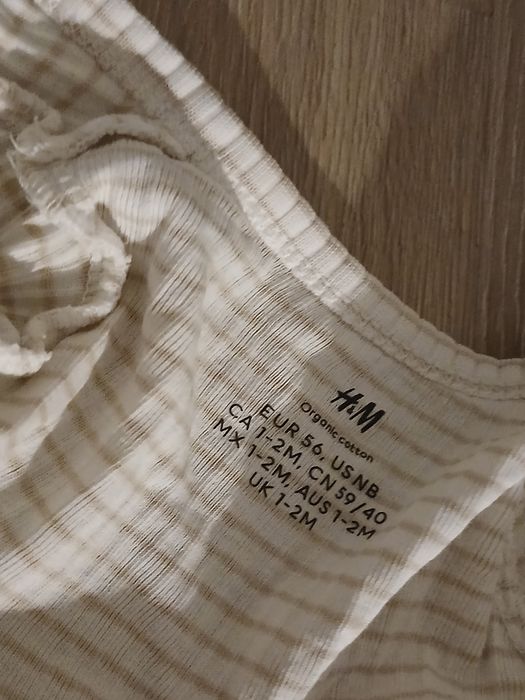 H&M
Organic cotton
EUR 56, US NB
CA 1-2M, CN 59/40
MX 1-2M, AUS 1-2M
UK 1-2M